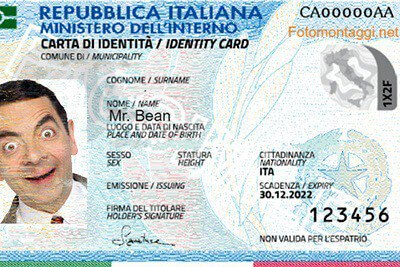 REPUBBLICA ITALIANA
CA00000AA
MINISTERO DELL'INTERNO
Fotomontaggi.net
CARTA DI IDENTITÀ / IDENTITY CARD
COMUNE DI / MUNICIPALITY
COGNOME / SURNAME
1X2F
NOME / NAME
Mr. Bean
LUOGO E DATA DI NASCITA
PLACE AND DATE OF BIRTH
SESSO
SEX
STATURA
HEIGHT
CITTADINANZA
NATIONALITY
ITA
EMISSIONE / ISSUING
SCADENZA / EXPIRY
30.12.2022
FIRMA DEL TITOLARE
HOLDER'S SIGNATURE
123456
NON VALIDA PER L'ESPATRIO